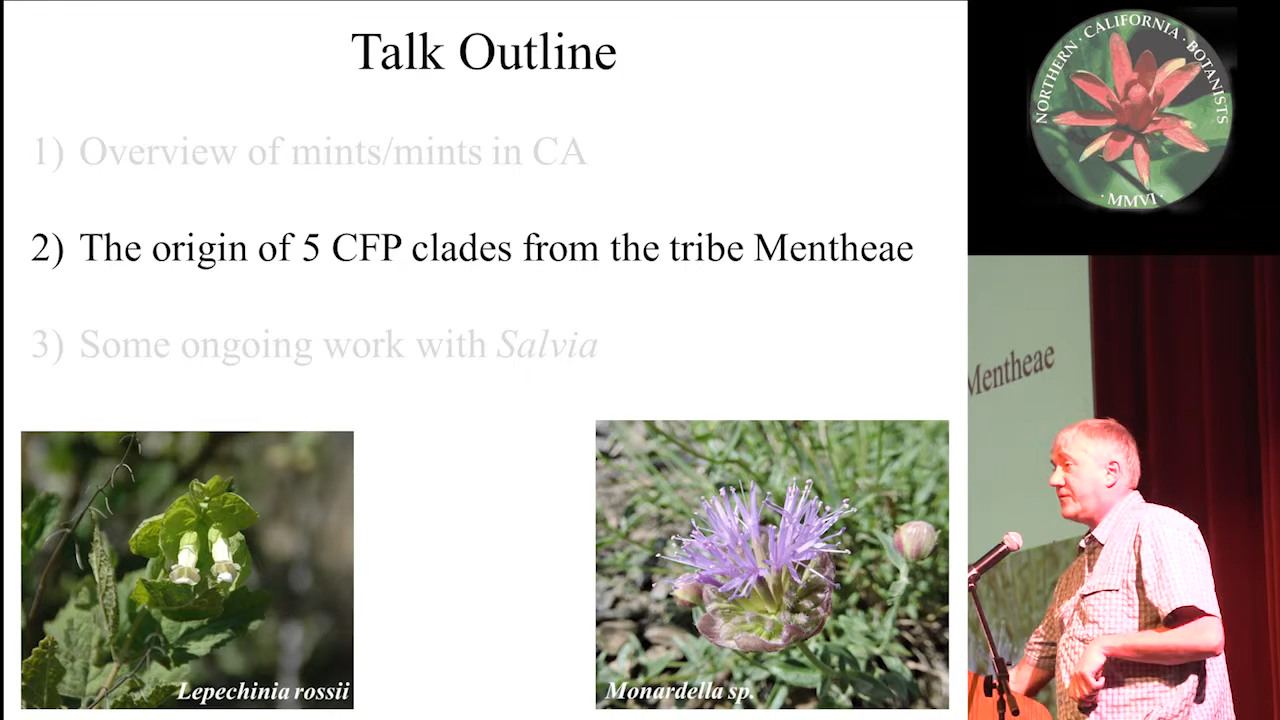 Talk Outline
1) Overview of mints/mints in CA
2) The origin of 5 CFP clades from the tribe Mentheae
3) Some ongoing work with Salvia
Lepechinia rossii
Monardella sp.
NORTHERN · CALIFORNIA · BOTANISTS
· MMVI ·
Mentheae